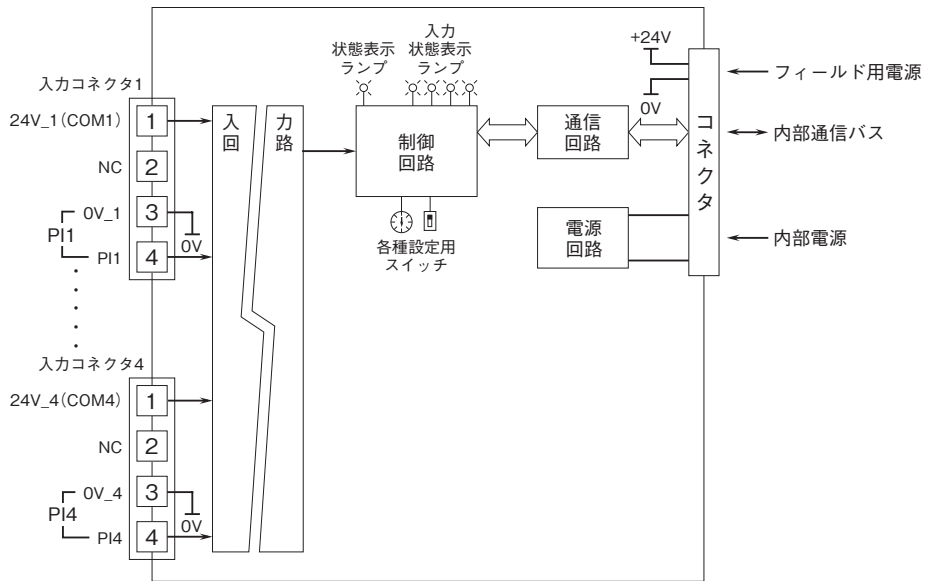 入力コネクタ1
24V_1(COM1)
1
NC
2
0V_1
3
0V
PI1
PI1
4
入力コネクタ4
24V_4(COM4)
1
NC
2
0V_4
3
0V
PI4
PI4
4
入力
回路
状態表示
ランプ
入力
状態表示
ランプ
制御
回路
各種設定用
スイッチ
通信
回路
電源
回路
+24V
0V
コネクタ
フィールド用電源
内部通信バス
内部電源